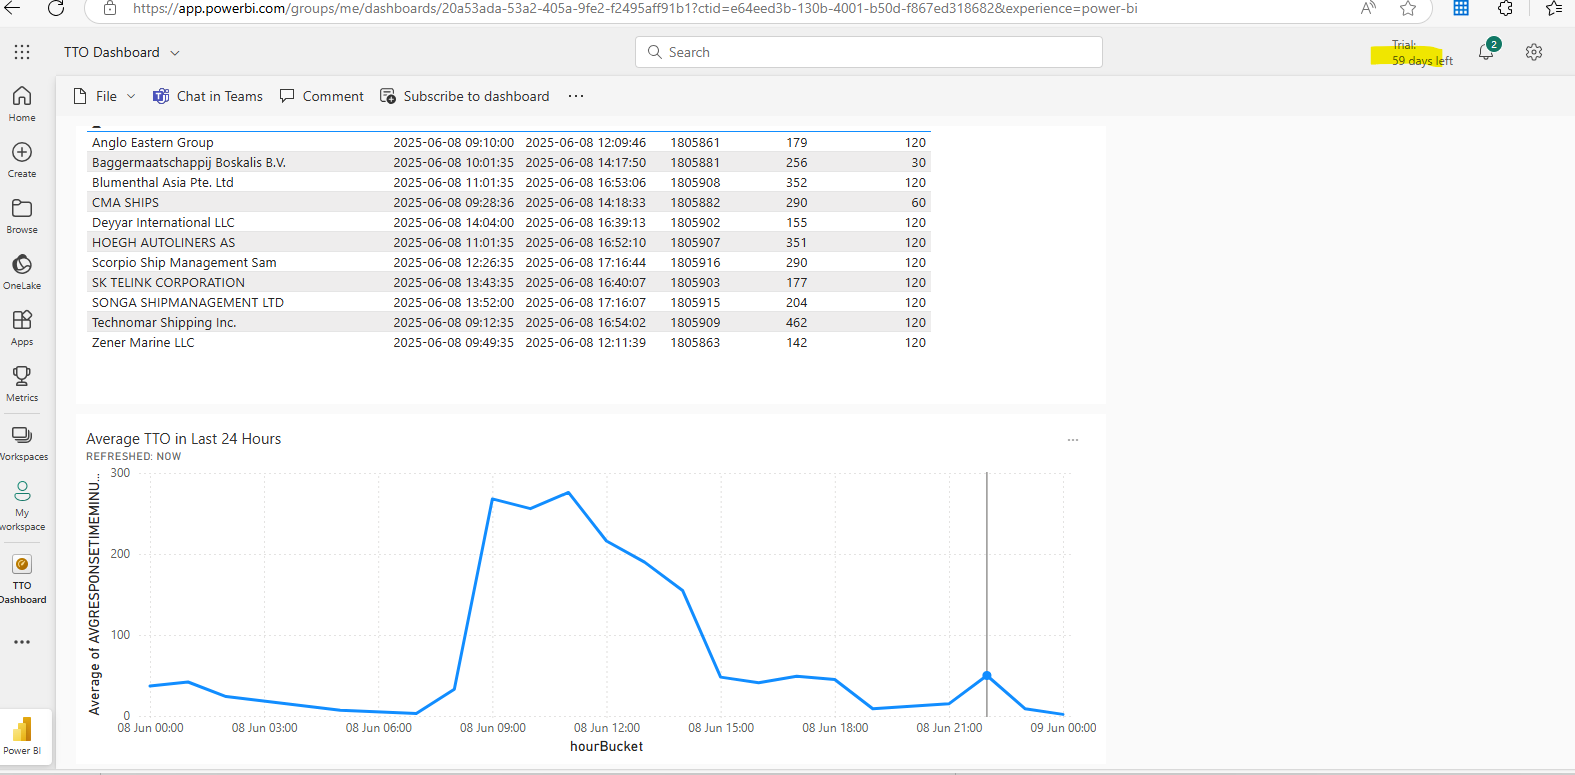 https://app.powerbi.com/groups/me/dashboards/20a53ada-53a2-405a-9fe2-f2495aff91b1?ctid=e64eed3b-130b-4001-b50d-f867ed318682&experience=power-bi
TTO Dashboard
Search
Trial:
59 days left
2
File
Chat in Teams
Comment
Subscribe to dashboard
Home
Create
Browse
OneLake
Apps
Metrics
Workspaces
My
workspace
TTO
Dashboard
Power BI
Anglo Eastern Group 2025-06-08 09:10:00 2025-06-08 12:09:46 1805861 179 120
Baggermaatschappij Boskalis B.V. 2025-06-08 10:01:35 2025-06-08 14:17:50 1805881 256 30
Blumenthal Asia Pte. Ltd 2025-06-08 11:01:35 2025-06-08 16:53:06 1805908 352 120
CMA SHIPS 2025-06-08 09:28:36 2025-06-08 14:18:33 1805882 290 60
Deyyar International LLC 2025-06-08 14:04:00 2025-06-08 16:39:13 1805902 155 120
HOEGH AUTOLINERS AS 2025-06-08 11:01:35 2025-06-08 16:52:10 1805907 351 120
Scorpio Ship Management Sam 2025-06-08 12:26:35 2025-06-08 17:16:44 1805916 290 120
SK TELINK CORPORATION 2025-06-08 13:43:35 2025-06-08 16:40:07 1805903 177 120
SONGA SHIPMANAGEMENT LTD 2025-06-08 13:52:00 2025-06-08 17:16:07 1805915 204 120
Technomar Shipping Inc. 2025-06-08 09:12:35 2025-06-08 16:54:02 1805909 462 120
Zener Marine LLC 2025-06-08 09:49:35 2025-06-08 12:11:39 1805863 142 120
Average TTO in Last 24 Hours
REFRESHED: NOW
Average of AVGRESPONSETIMEMINU...
300
200
100
0
08 Jun 00:00 08 Jun 03:00 08 Jun 06:00 08 Jun 09:00 08 Jun 12:00 08 Jun 15:00 08 Jun 18:00 08 Jun 21:00 09 Jun 00:00
hourBucket